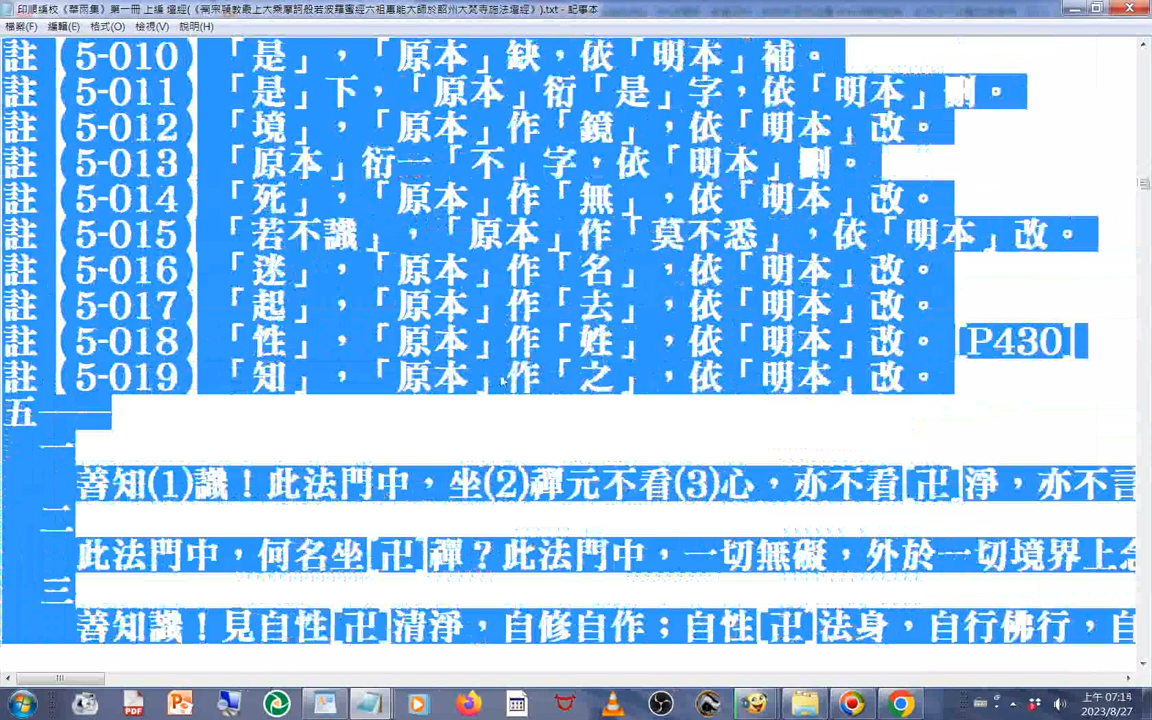 印順編校《華雨集》第一冊 上編 壇經(《南宗頓教最上大乘摩訶般若波羅蜜經六祖惠能大師於韶州大梵寺施法壇經》).txt - 記事本
檔案(F) 編輯(E) 格式(O) 檢視(V) 說明(H)
註（5-010） 「是」，「原本」缺，依「明本」補。
註（5-011） 「是」下，「原本」衍「是」字，依「明本」刪。
註（5-012） 「境」，「原本」作「鏡」，依「明本」改。
註（5-013） 「原本」衍一「不」字，依「明本」刪。
註（5-014） 「死」，「原本」作「無」，依「明本」改。
註（5-015） 「若不識」，「原本」作「莫不悉」，依「明本」改。
註（5-016） 「迷」，「原本」作「名」，依「明本」改。
註（5-017） 「起」，「原本」作「去」，依「明本」改。
註（5-018） 「性」，「原本」作「姓」，依「明本」改。 [P430]
註（5-019） 「知」，「原本」作「之」，依「明本」改。
五——
一
善知(1)識！此法門中，坐(2)禪元不看(3)心，亦不看[卍]淨，亦不言
二
此法門中，何名坐[卍]禪？此法門中，一切無礙，外於一切境界上念
三
善知識！見自性[卍]清淨，自修自作；自性[卍]法身，自行佛行，自
上午 07:14
2023/8/27